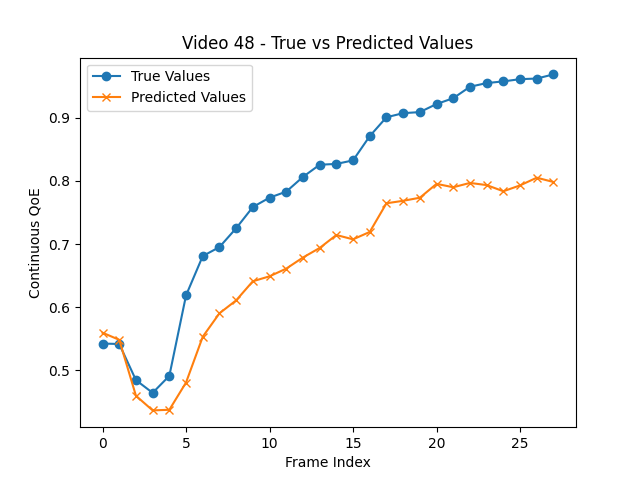 Video 48 - True vs Predicted Values
True Values
Predicted Values
Continuous QoE
0.9
0.8
0.7
0.6
0.5
0 5 10 15 20 25
Frame Index